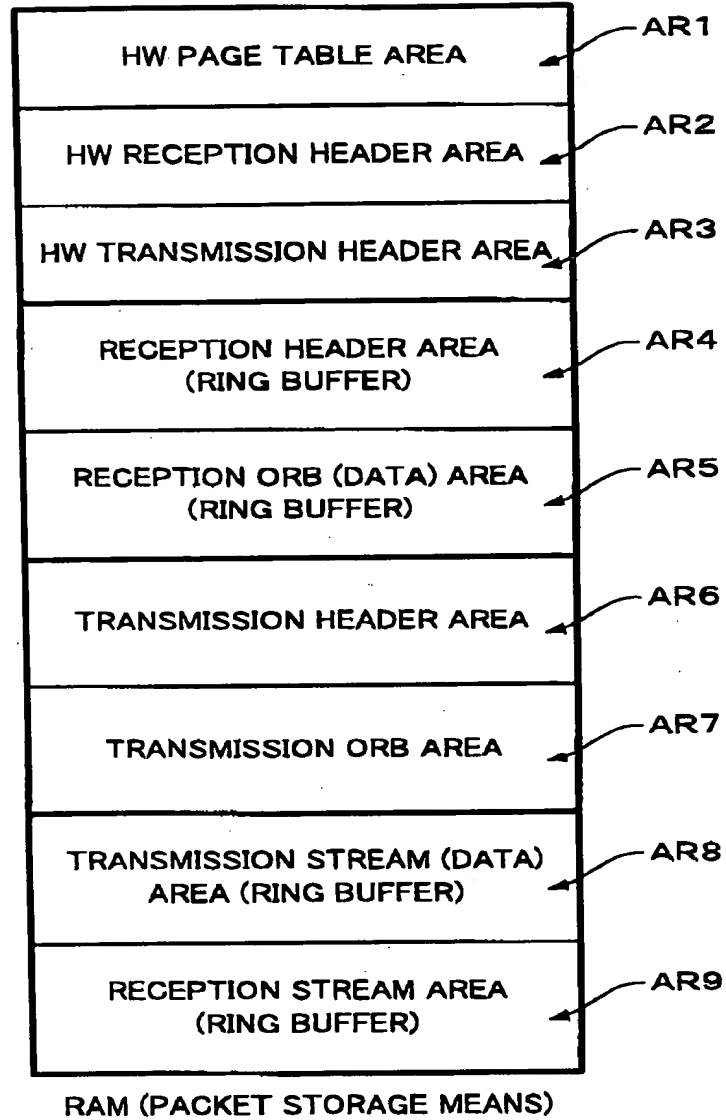 HW PAGE TABLE AREA
AR1
HW RECEPTION HEADER AREA
AR2
HW TRANSMISSION HEADER AREA
AR3
RECEPTION HEADER AREA
(RING BUFFER)
AR4
RECEPTION ORB (DATA) AREA
(RING BUFFER)
AR5
TRANSMISSION HEADER AREA
AR6
TRANSMISSION ORB AREA
AR7
TRANSMISSION STREAM (DATA)
AREA (RING BUFFER)
AR8
RECEPTION STREAM AREA
(RING BUFFER)
AR9
RAM (PACKET STORAGE MEANS)